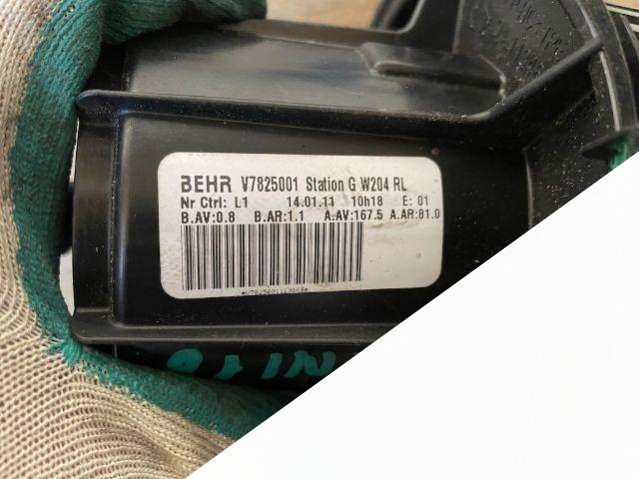 BEHR V7825001 Station G W204 RL
Nr Ctrl: L1 14.01.11 10h18 E: 01
B.AV:0.8 B.AR:1.1 A.AV:167.5 A.AR:81.0